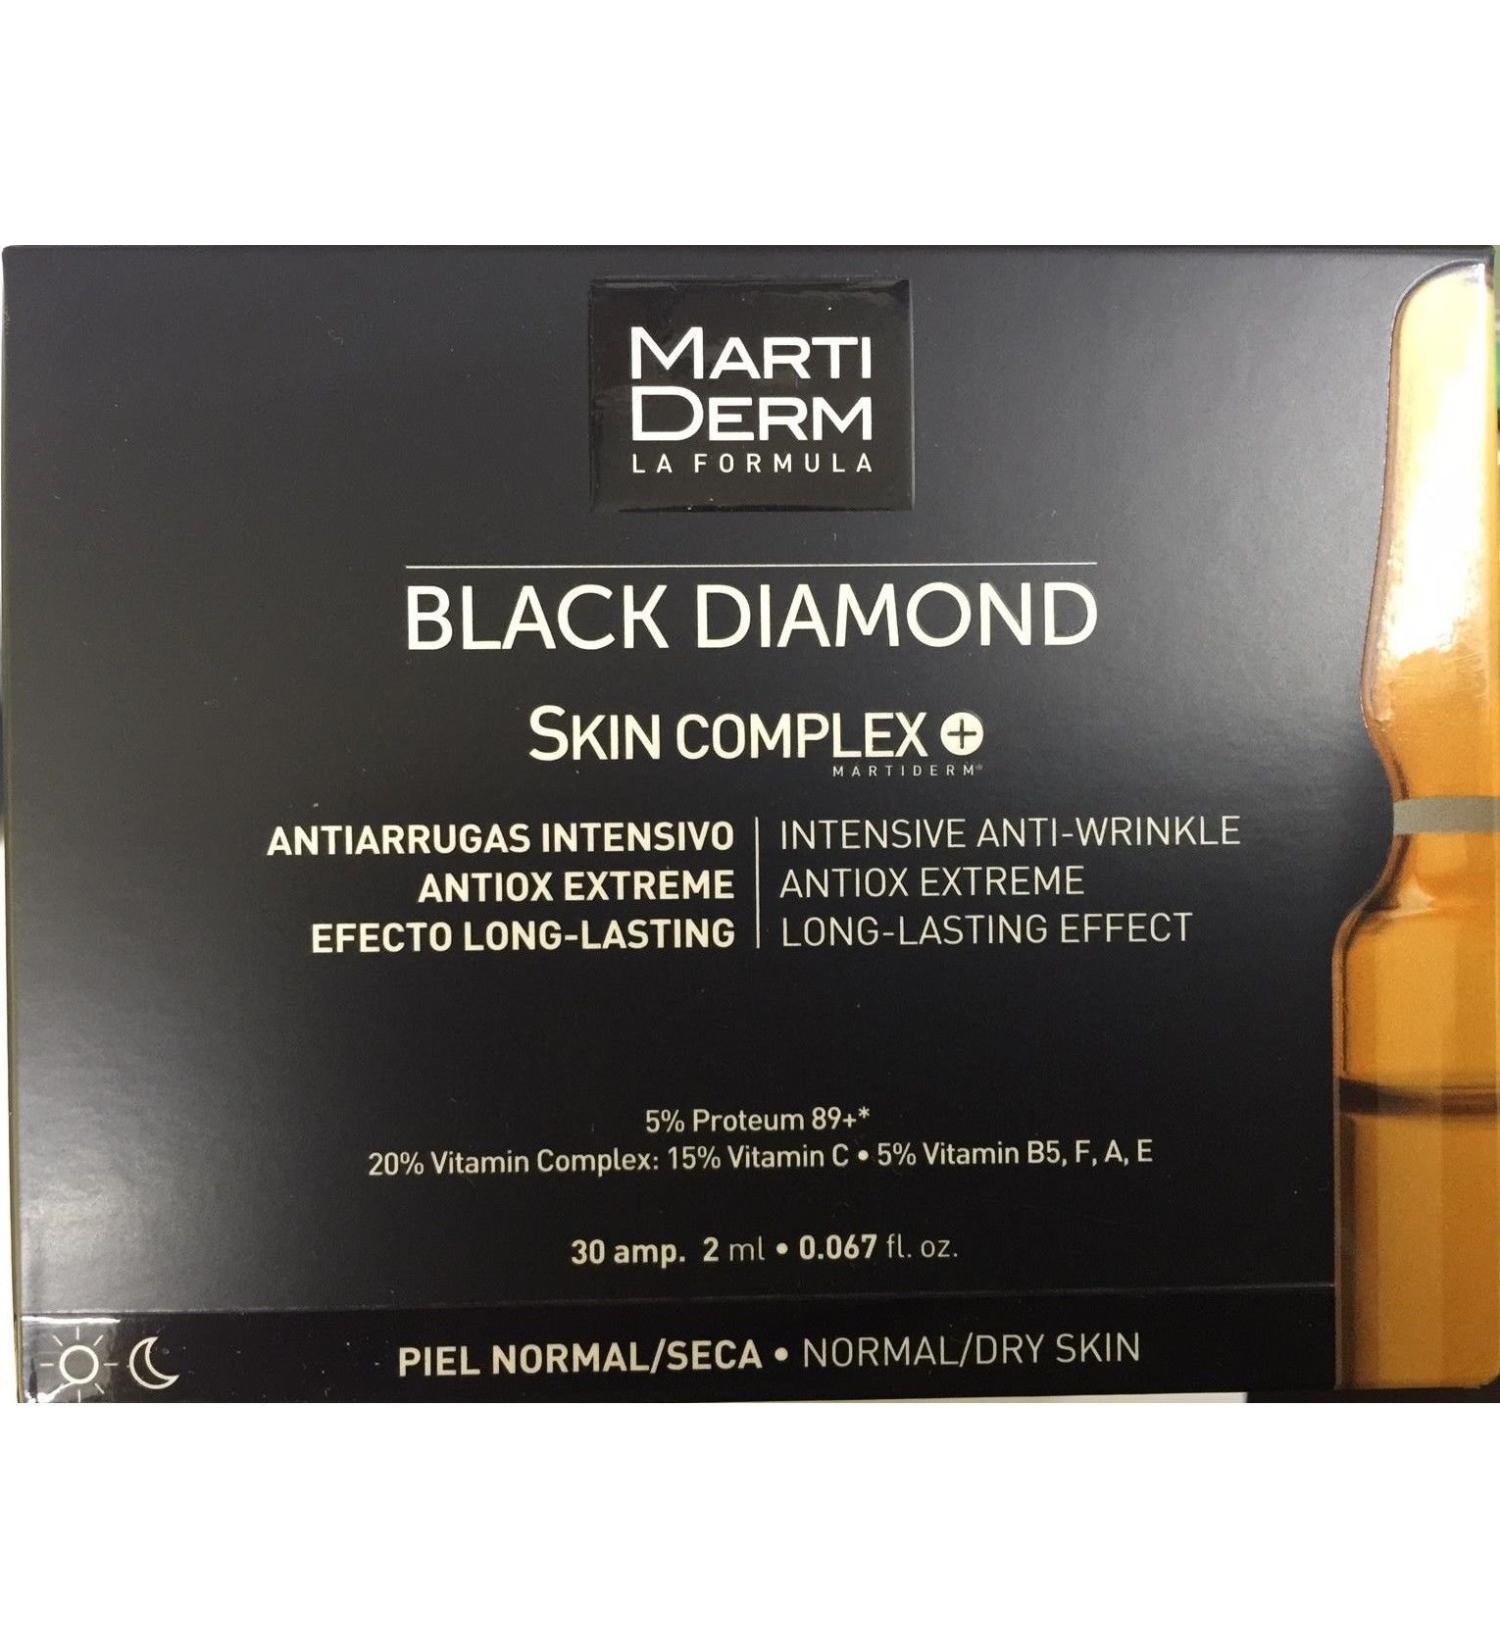 MARTI
DERM
LA FORMULA
BLACK DIAMOND
SKIN COMPLEX +
MARTIDERM®
ANTIARRUGAS INTENSIVO
ANTIOX EXTREME
EFECTO LONG-LASTING
INTENSIVE ANTI-WRINKLE
ANTIOX EXTREME
LONG-LASTING EFFECT
5% Proteum 89+*
20% Vitamin Complex: 15% Vitamin C • 5% Vitamin B5, F, A, E
30 amp. 2 ml • 0.067 fl. oz.
PIEL NORMAL/SECA • NORMAL/DRY SKIN